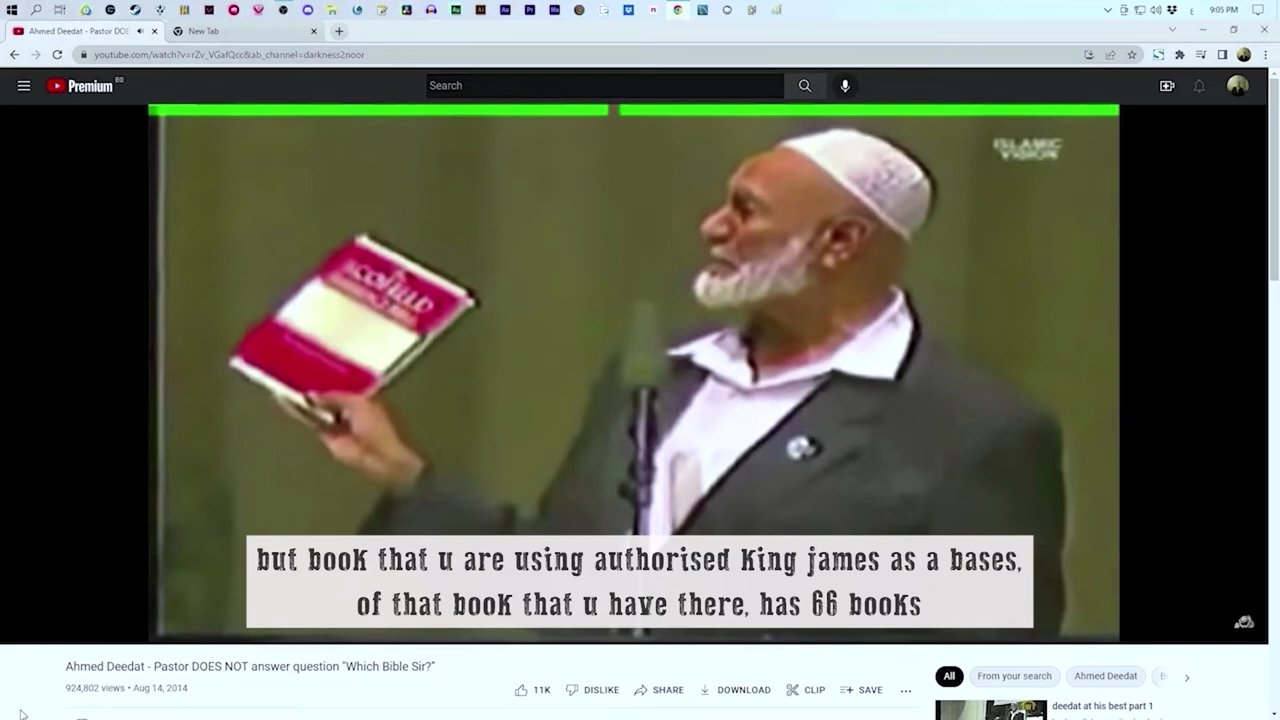 9:05 PM
Ahmed Deedat - Pastor DOE
New Tab
youtube.com/watch?v=rZv_VGafQcc&ab_channel=darkness2noor
Premium EG
Search
ISLAMIC
VISION
SCOFIELD
but book that u are using authorised King james as a bases,
of that book that u have there, has 66 books
Ahmed Deedat - Pastor DOES NOT answer question "Which Bible Sir?"
924,802 views • Aug 14, 2014
11K
DISLIKE
SHARE
DOWNLOAD
CLIP
SAVE
All
From your search
Ahmed Deedat
deedat at his best part 1